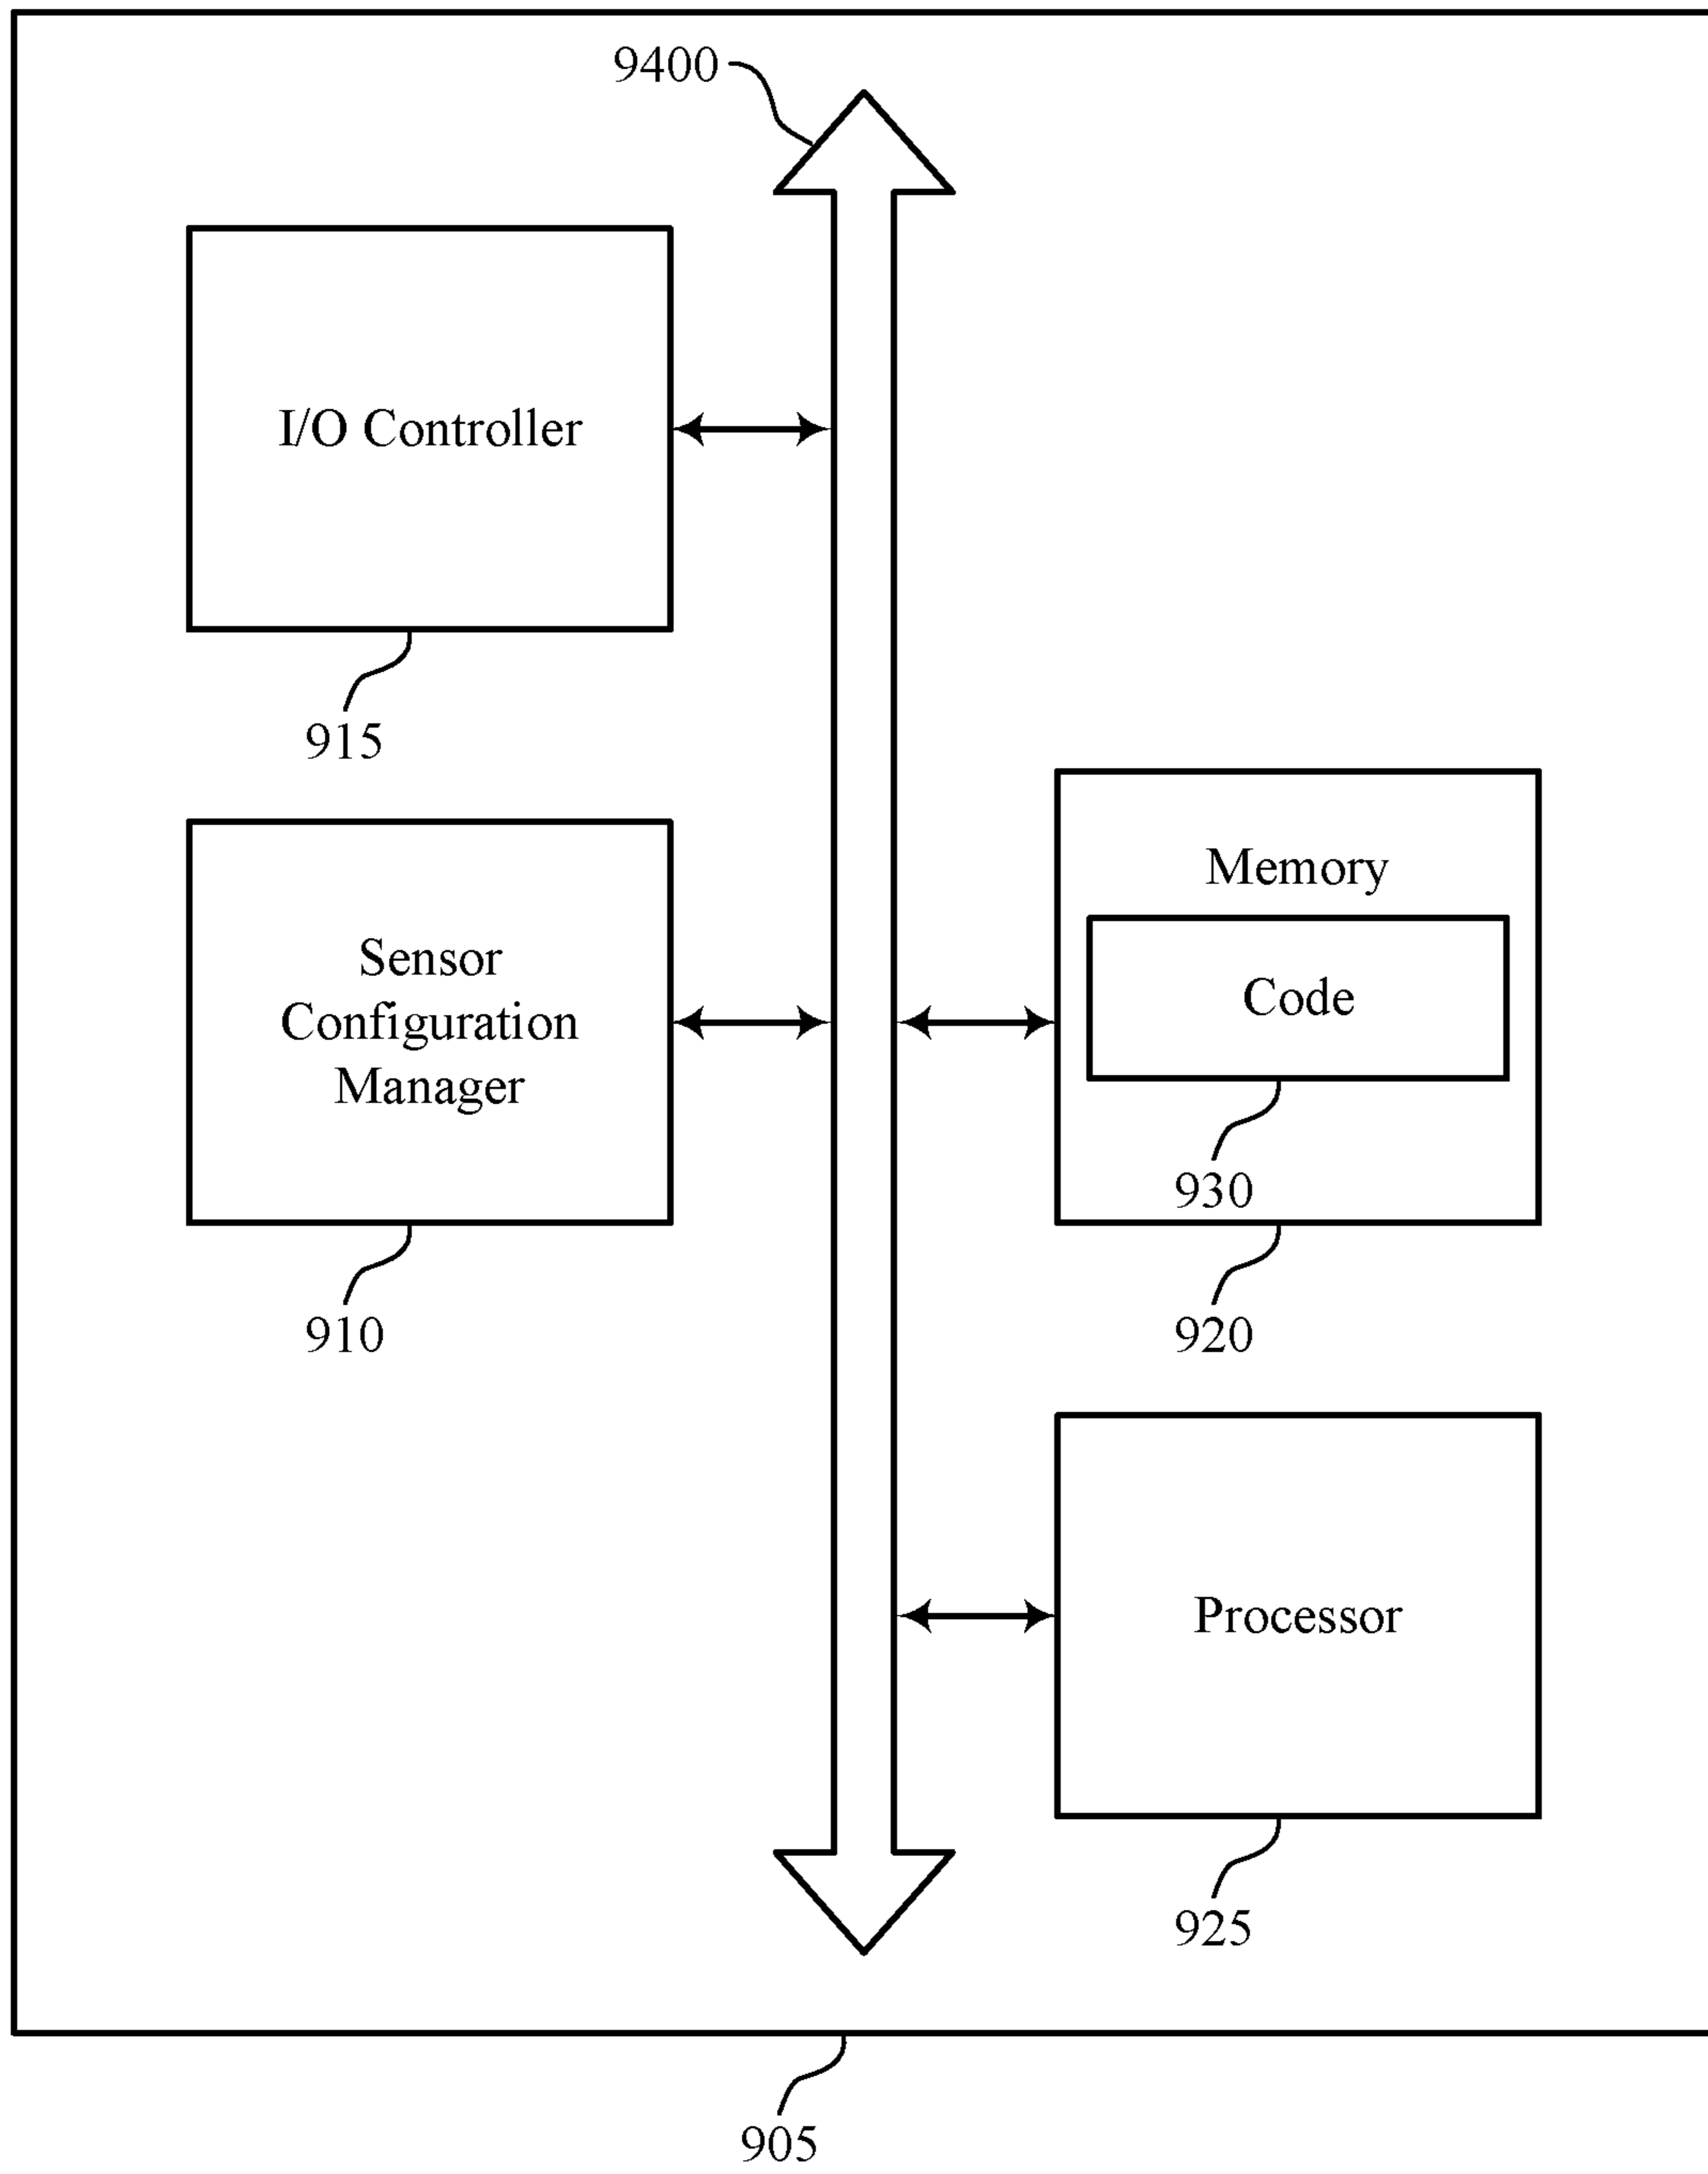 9400
I/O Controller
915
Memory
Code
930
920
Sensor
Configuration
Manager
910
Processor
925
905